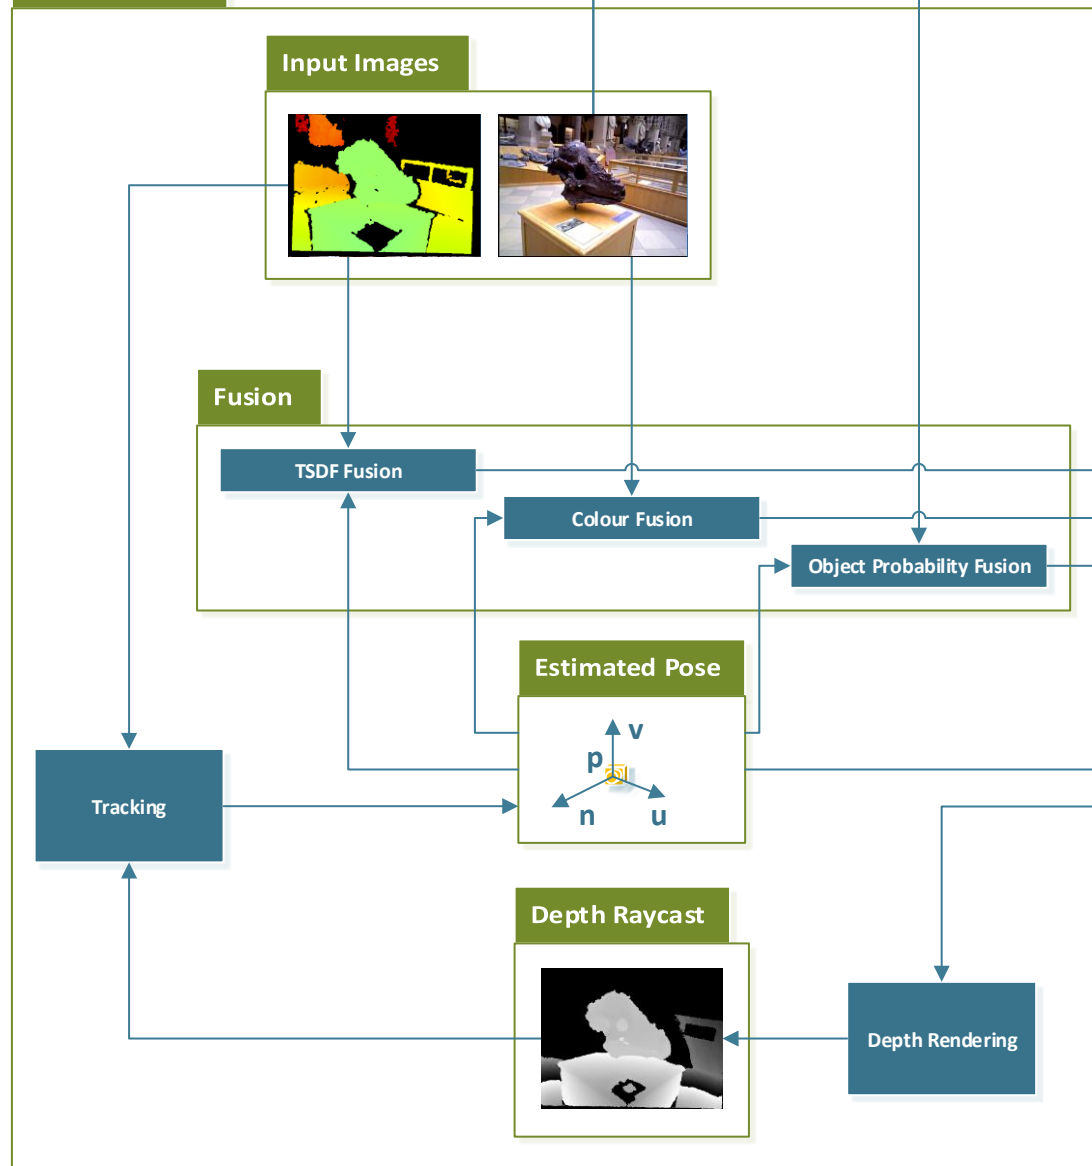 Input Images
Fusion
TSDF Fusion
Colour Fusion
Object Probability Fusion
Estimated Pose
v
p
n
u
Tracking
Depth Raycast
Depth Rendering